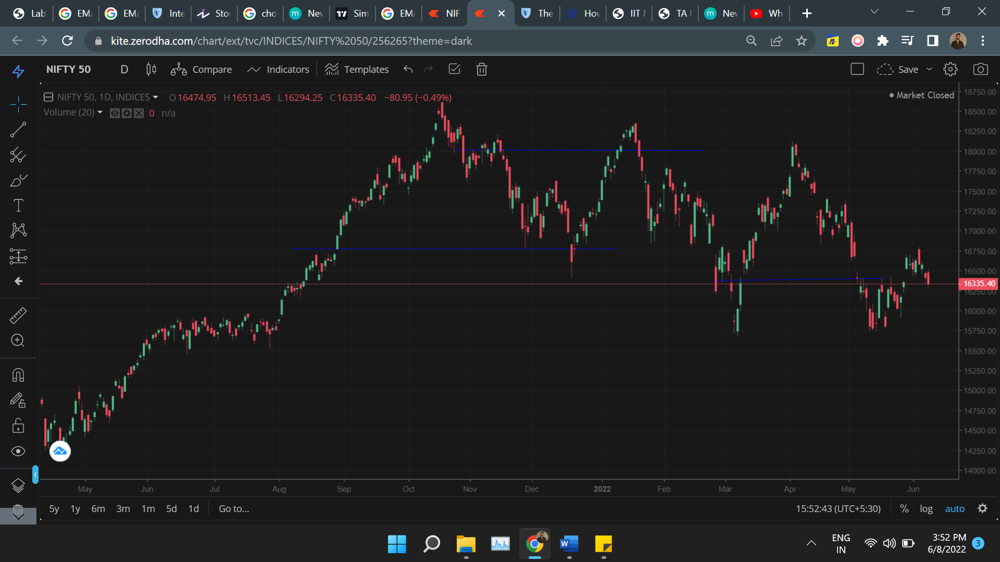 Lab EM EM Inte Sto cho Nev Sim EM NIF The Hov IIT TA Nev Wh
kite.zerodha.com/chart/ext/tvc/INDICES/NIFTY%2050/256265?theme=dark
NIFTY 50 D Compare Indicators Templates Save
NIFTY 50, 1D, INDICES O16474.95 H16513.45 L16294.25 C16335.40 −80.95 (−0.49%)
Market Closed
Volume (20) 0 n/a
18750.00
18500.00
18250.00
18000.00
17750.00
17500.00
17250.00
17000.00
16750.00
16500.00
16335.40
16250.00
16000.00
15750.00
15500.00
15250.00
15000.00
14750.00
14500.00
14250.00
14000.00
May Jun Jul Aug Sep Oct Nov Dec 2022 Feb Mar Apr May Jun
5y 1y 6m 3m 1m 5d 1d Go to... 15:52:43 (UTC+5:30) % log auto
ENG
IN
3:52 PM
6/8/2022
3